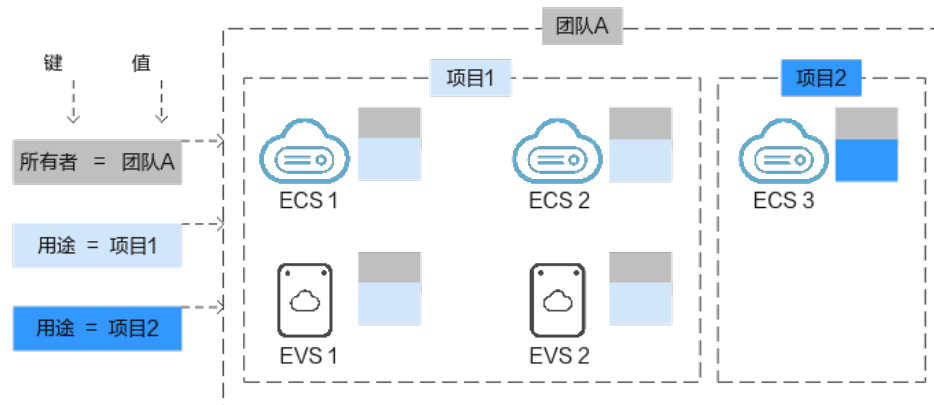 团队A
键 值
项目1
项目2
所有者 = 团队A
ECS 1
ECS 2
ECS 3
用途 = 项目1
用途 = 项目2
EVS 1
EVS 2